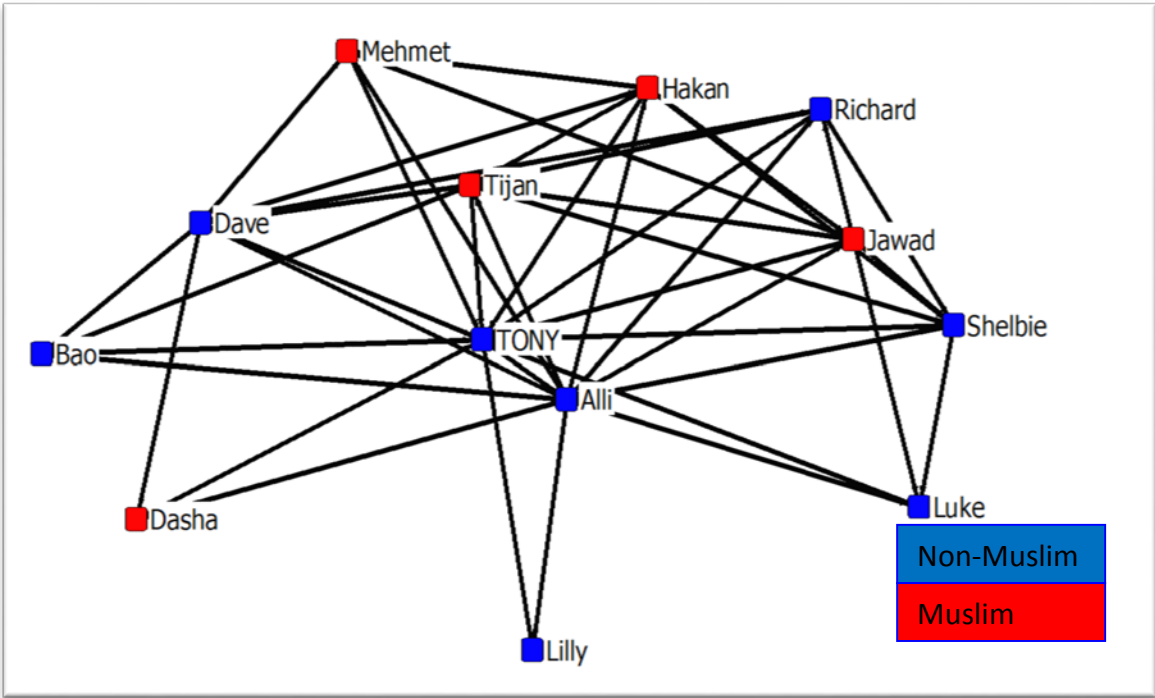 Mehmet
Hakan
Richard
Tijan
Dave
Jawad
Shelbie
TONY
Bao
Alli
Luke
Dasha
Non-Muslim
Muslim
Lilly